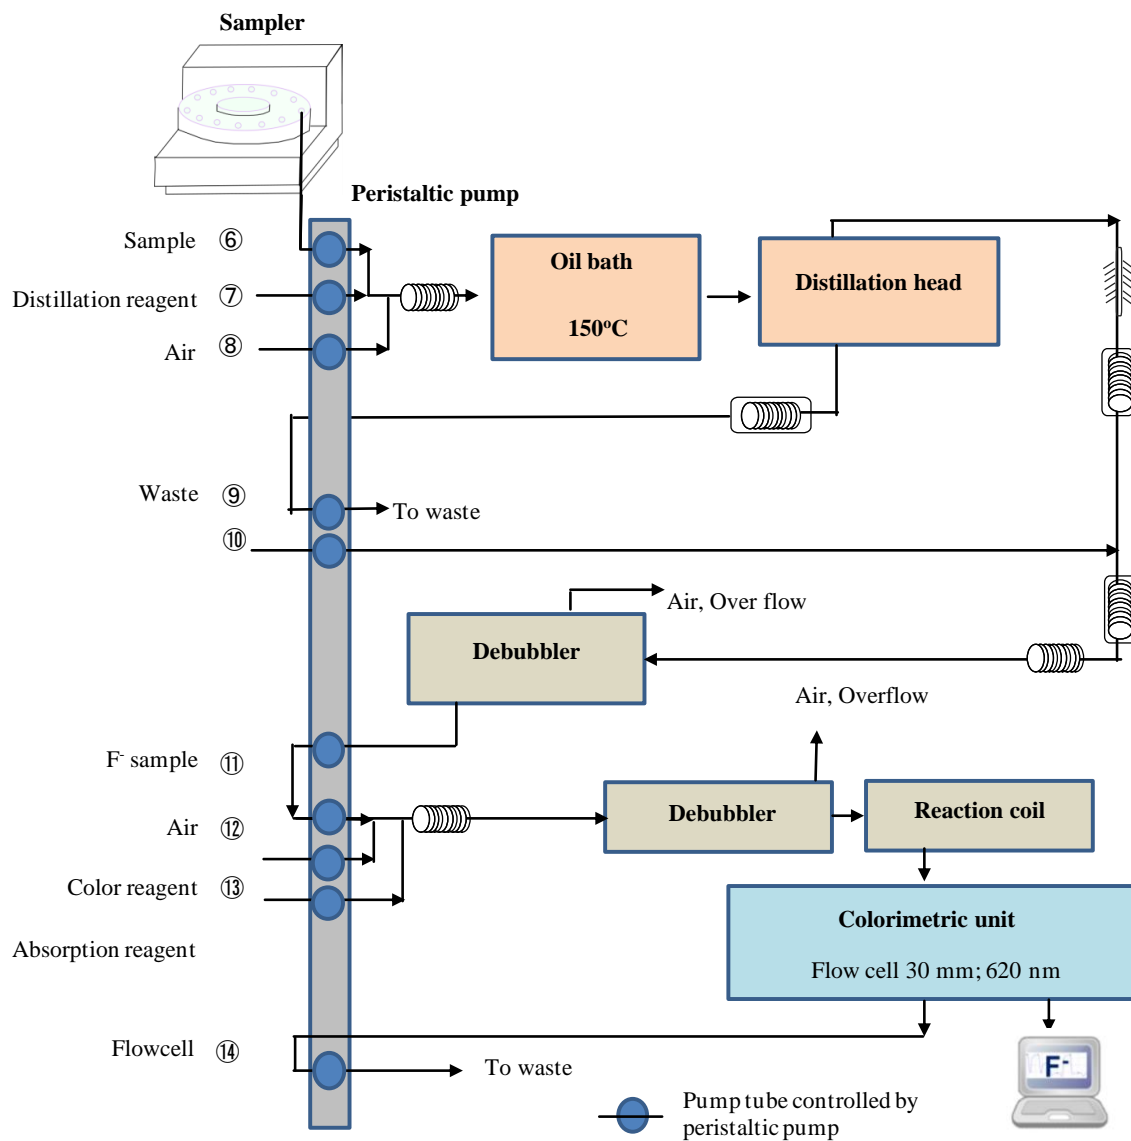 Sampler
Peristaltic pump
Sample ⑥
Distillation reagent ⑦
Air ⑧
Oil bath
150°C
Distillation head
Waste ⑨
To waste
⑩
Air, Over flow
Debubbler
Air, Overflow
F- sample ⑪
Air ⑫
Debubbler
Reaction coil
Color reagent ⑬
Absorption reagent
Colorimetric unit
Flow cell 30 mm; 620 nm
Flowcell ⑭
To waste
F-
Pump tube controlled by
peristaltic pump